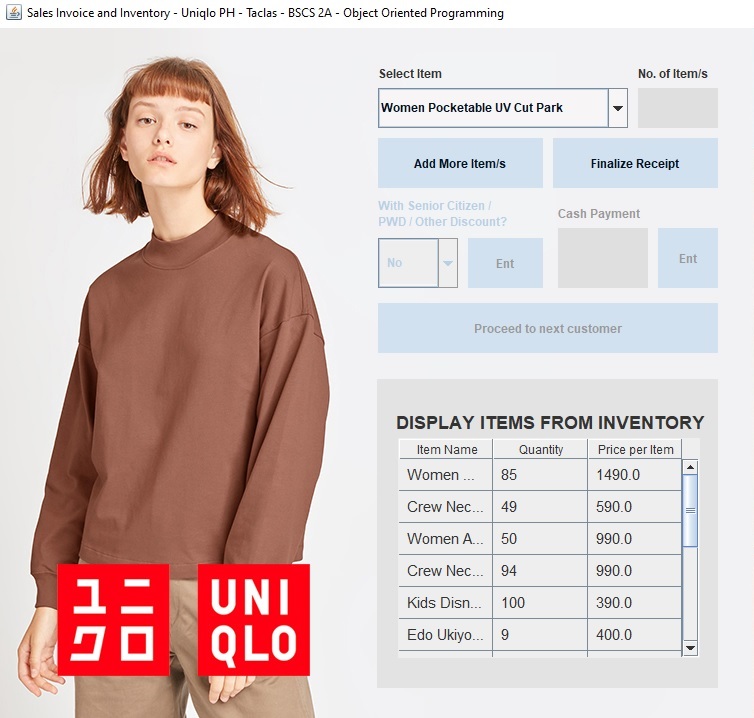 Sales Invoice and Inventory - Uniqlo PH - Taclas - BSCS 2A - Object Oriented Programming
Select Item
No. of Item/s
Women Pocketable UV Cut Park
Add More Item/s
Finalize Receipt
With Senior Citizen /
PWD / Other Discount?
Cash Payment
No
Ent
Ent
Proceed to next customer
DISPLAY ITEMS FROM INVENTORY
Item Name Quantity Price per Item
Women ... 85 1490.0
Crew Nec... 49 590.0
Women A... 50 990.0
Crew Nec... 94 990.0
Kids Disn... 100 390.0
Edo Ukiyo... 9 400.0
ユニ
クロ
UNI
QLO